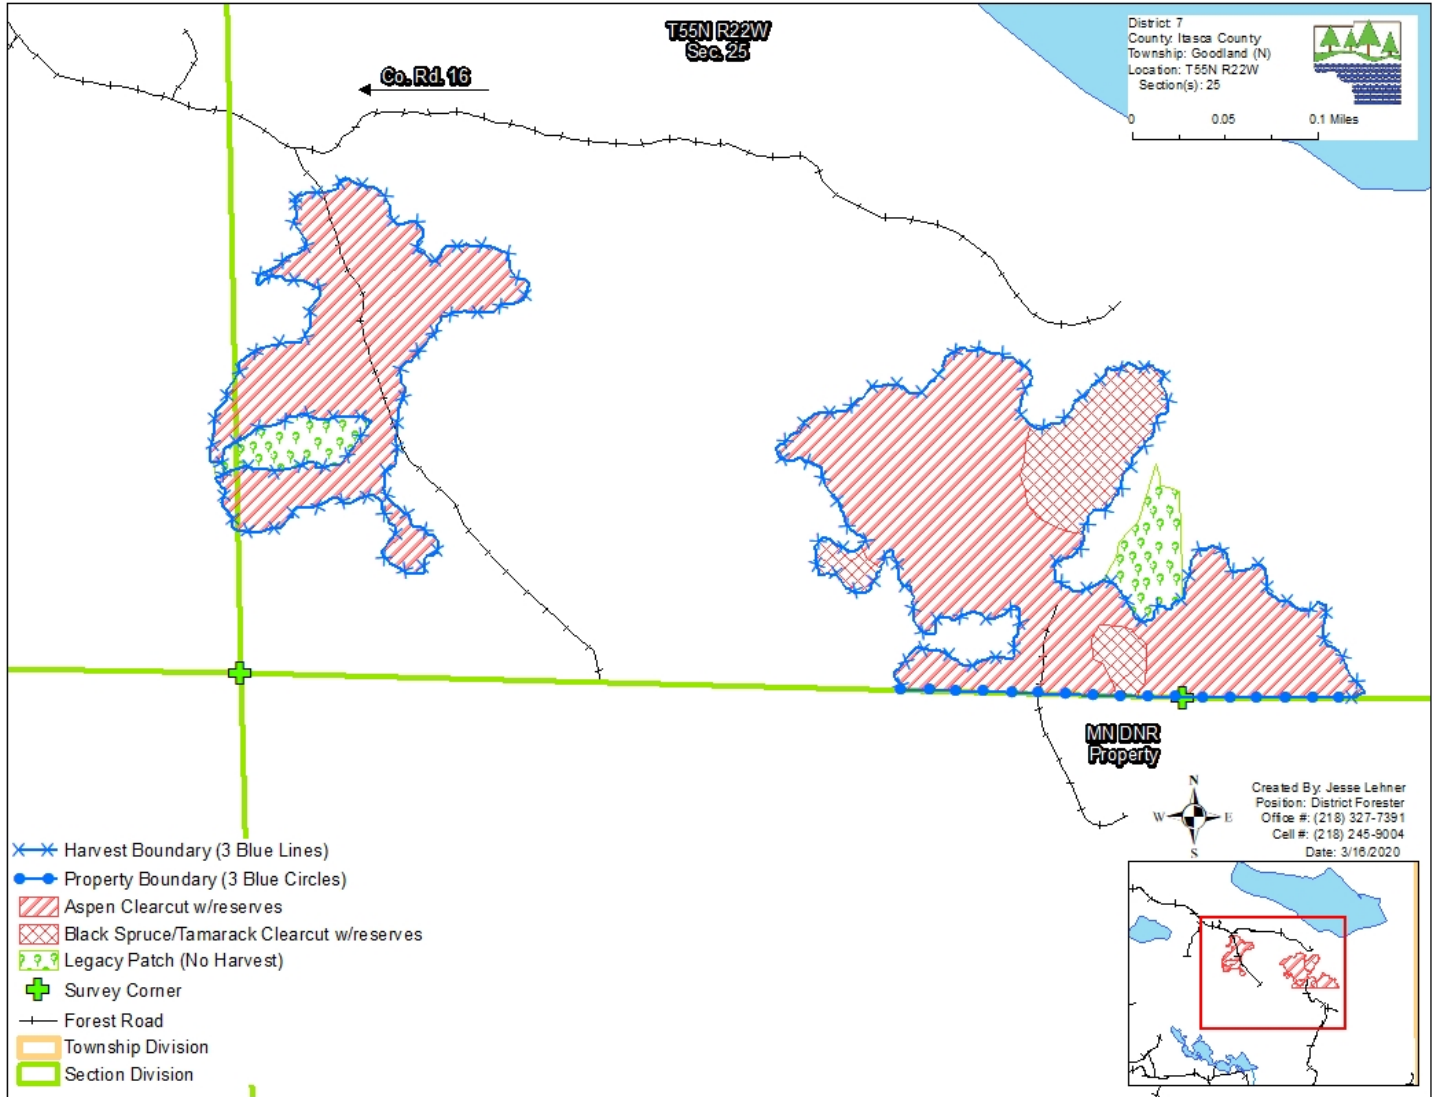 T55N R22W
Sec. 25
Co. Rd. 16
District: 7
County: Itasca County
Township: Goodland (N)
Location: T55N R22W
Section(s): 25
0 0.05 0.1 Miles
MN DNR
Property
N
W E
S
Created By: Jesse Lehner
Position: District Forester
Office #: (218) 327-7391
Cell #: (218) 245-9004
Date: 3/16/2020
Harvest Boundary (3 Blue Lines)
Property Boundary (3 Blue Circles)
Aspen Clearcut w/reserves
Black Spruce/Tamarack Clearcut w/reserves
Legacy Patch (No Harvest)
Survey Corner
Forest Road
Township Division
Section Division